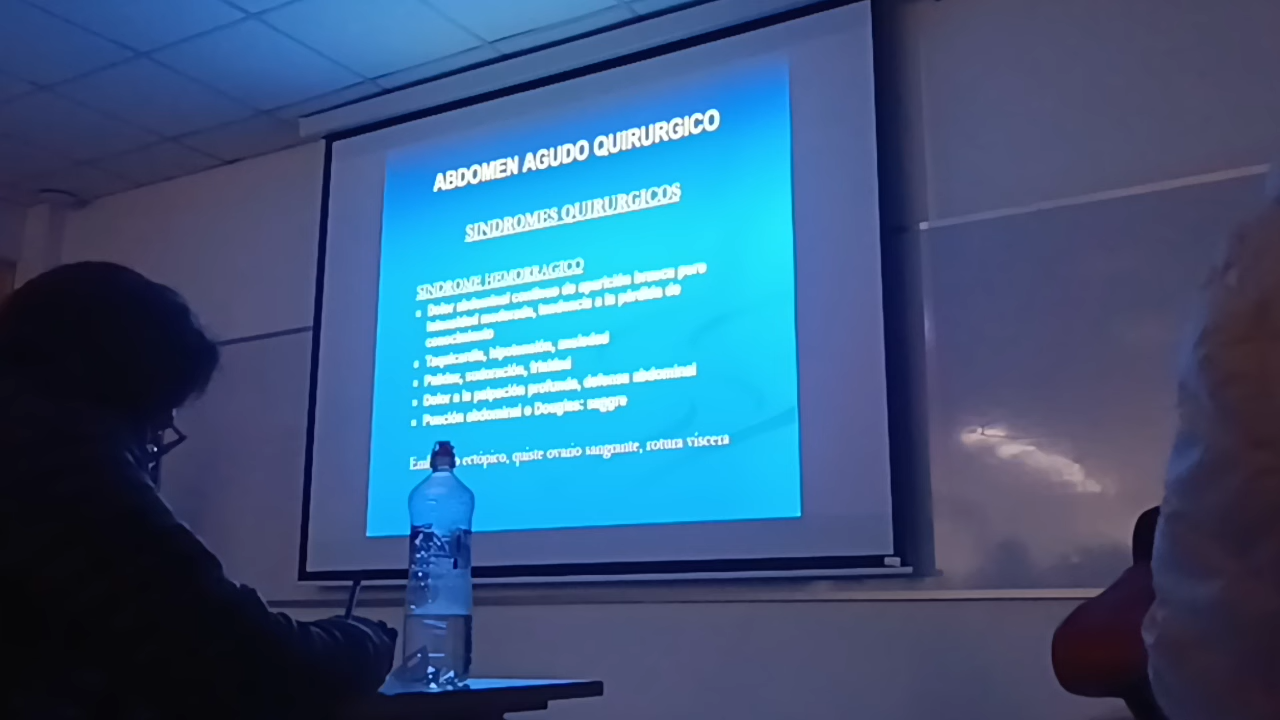 ABDOMEN AGUDO QUIRURGICO
SINDROMES QUIRURGICOS
SINDROME HEMORRAGICO
Dolor abdominal continuo de aparición brusca pero
intensidad moderada, tendencia a la pérdida de
conocimiento
Taquicardia, hipotensión, ansiedad
Palidez, sudoración, frialdad
Dolor a la palpación profunda, defensa abdominal
Punción abdominal o Douglas: sangre
ectópico, quiste ovario sangrante, rotura víscera